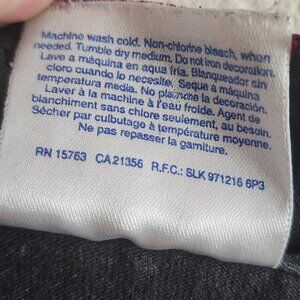 Machine wash cold. Non-chlorine bleach, when
needed. Tumble dry medium. Do not iron decoration.
Lave a máquina en agua fria. Blanqueador sin
cloro cuando lo necesite. Seque a máquina
temperatura media. No planche la decoración.
Laver à la machine à l'eau froide. Agent de
blanchiment sans chlore seulement, au besoin.
Sécher par culbutage à température moyenne.
Ne pas repasser la garniture.
RN 15763 CA 21356 R.F.C.: SLK 971216 6P3